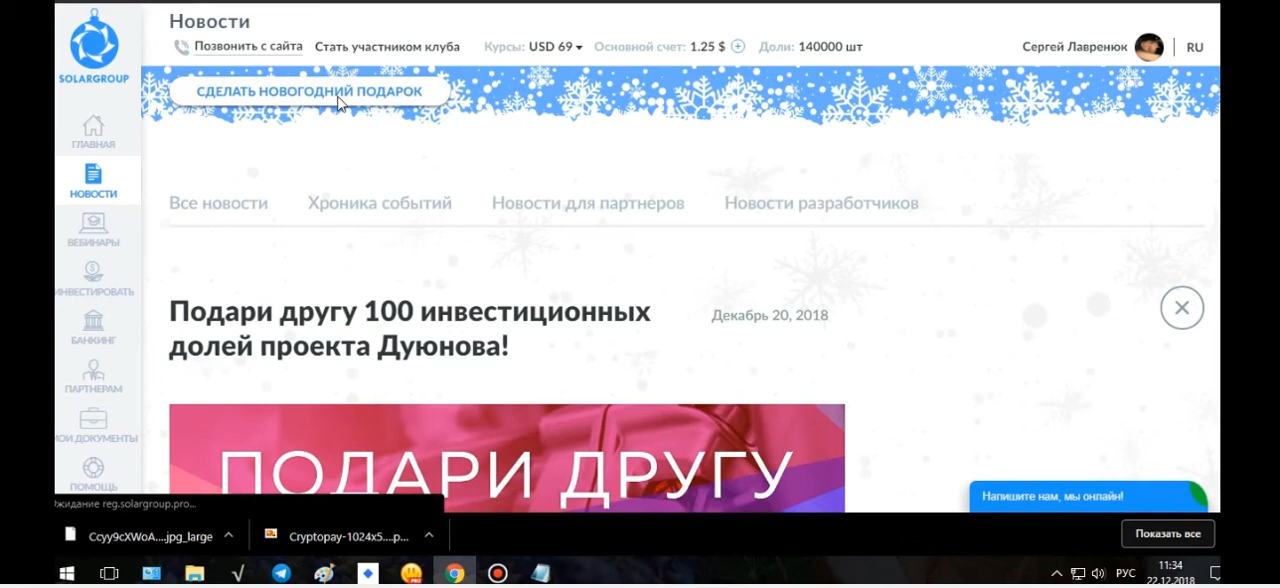 Новости
Позвонить с сайта Стать участником клуба Курсы: USD 69 Основной счет: 1.25 $ Доли: 140000 шт Сергей Лавренюк RU
SOLARGROUP
СДЕЛАТЬ НОВОГОДНИЙ ПОДАРОК
ГЛАВНАЯ
НОВОСТИ
Все новости Хроника событий Новости для партнеров Новости разработчиков
ВЕБИНАРЫ
ИНВЕСТИРОВАТЬ
БАНКИНГ
ПАРТНЕРАМ
МОИ ДОКУМЕНТЫ
ПОМОЩЬ
Подари другу 100 инвестиционных
долей проекта Дуюнова!
Декабрь 20, 2018
ПОДАРИ ДРУГУ
Напишите нам, мы онлайн!
Ожидание reg.solargroup.pro...
Ccyy9cXWoA....jpg_large
Cryptopay-1024x5....p...
Показать все
РУС
11:34
22.12.2018